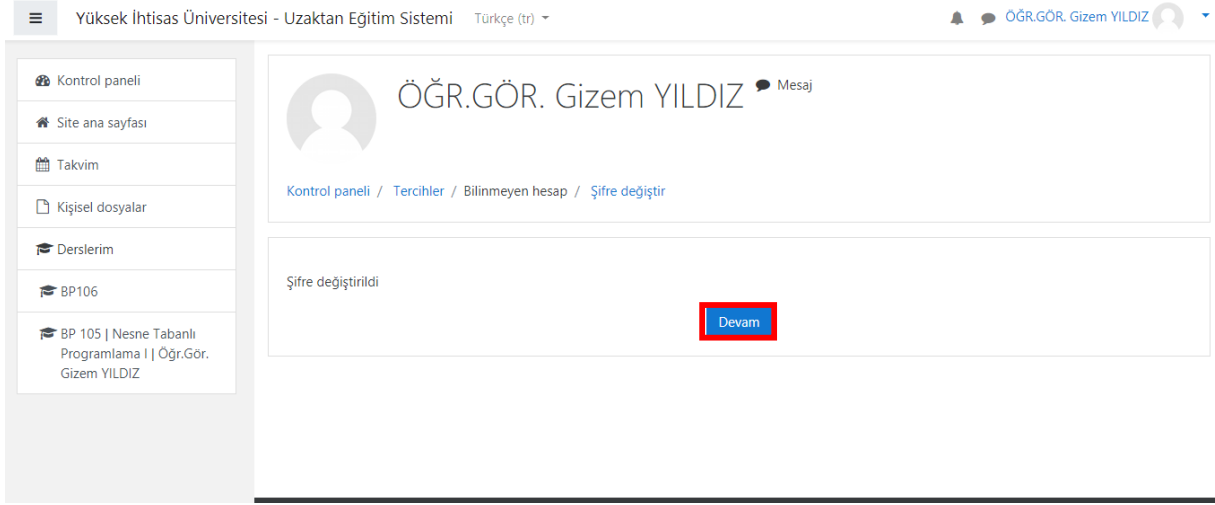 Yüksek İhtisas Üniversitesi - Uzaktan Eğitim Sistemi Türkçe (tr)
ÖĞR.GÖR. Gizem YILDIZ
Kontrol paneli
Site ana sayfası
Takvim
Kişisel dosyalar
Derslerim
BP106
BP 105 | Nesne Tabanlı
Programlama I | Öğr.Gör.
Gizem YILDIZ
ÖĞR.GÖR. Gizem YILDIZ Mesaj
Kontrol paneli / Tercihler / Bilinmeyen hesap / Şifre değiştir
Şifre değiştirildi
Devam